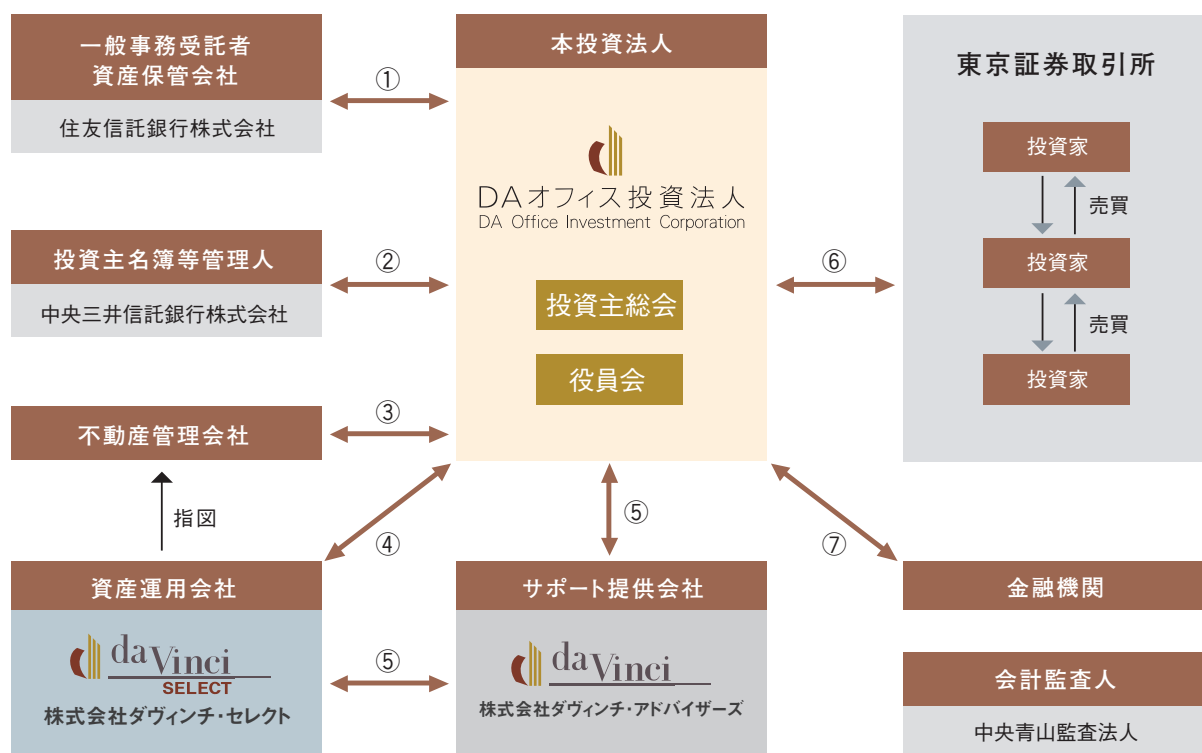 一般事務受託者
資産保管会社
住友信託銀行株式会社
①
本投資法人
DAオフィス投資法人
DA Office Investment Corporation
投資主総会
役員会
東京証券取引所
投資家
売買
投資家
売買
投資家
投資主名簿等管理人
中央三井信託銀行株式会社
②
⑥
不動産管理会社
③
指図
④
⑤
⑦
資産運用会社
da Vinci
SELECT
株式会社ダヴィンチ・セレクト
⑤
サポート提供会社
da Vinci
株式会社ダヴィンチ・アドバイザーズ
金融機関
会計監査人
中央青山監査法人